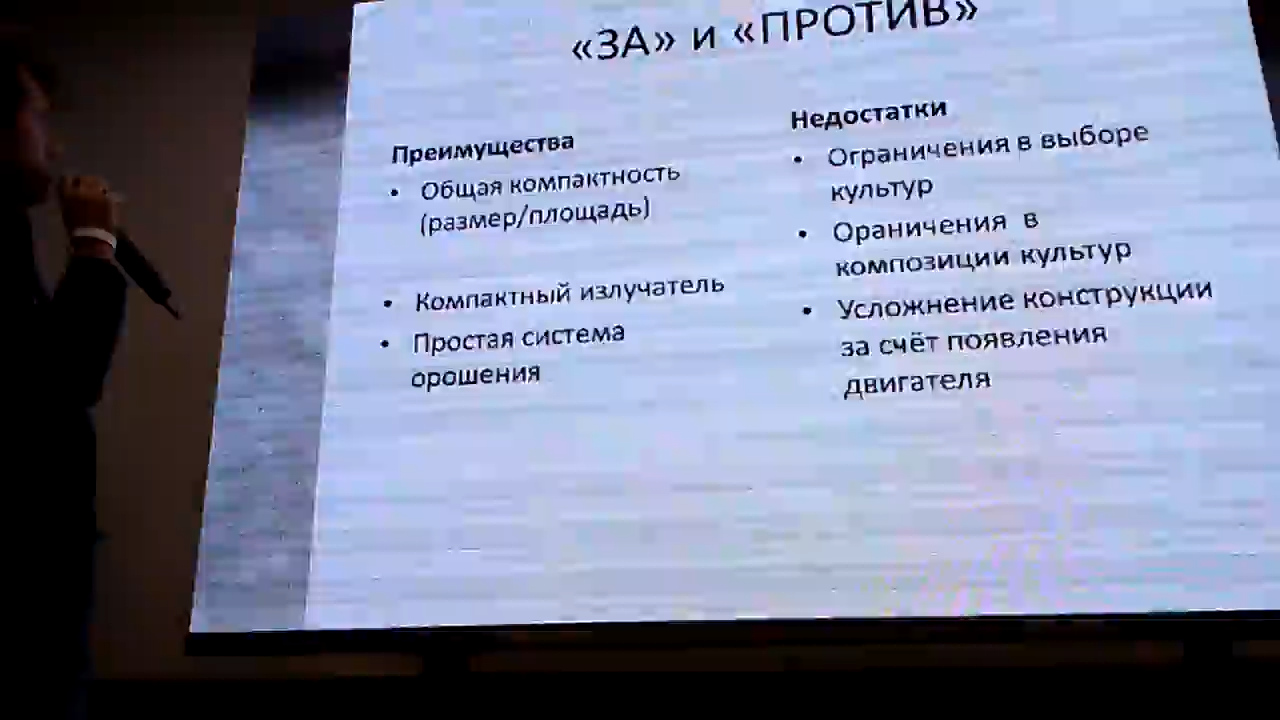 «ЗА» и «ПРОТИВ»
Преимущества
• Общая компактность
(размер/площадь)
• Компактный излучатель
• Простая система
орошения
Недостатки
• Ограничения в выборе
культур
• Ораничения в
композиции культур
• Усложнение конструкции
за счёт появления
двигателя